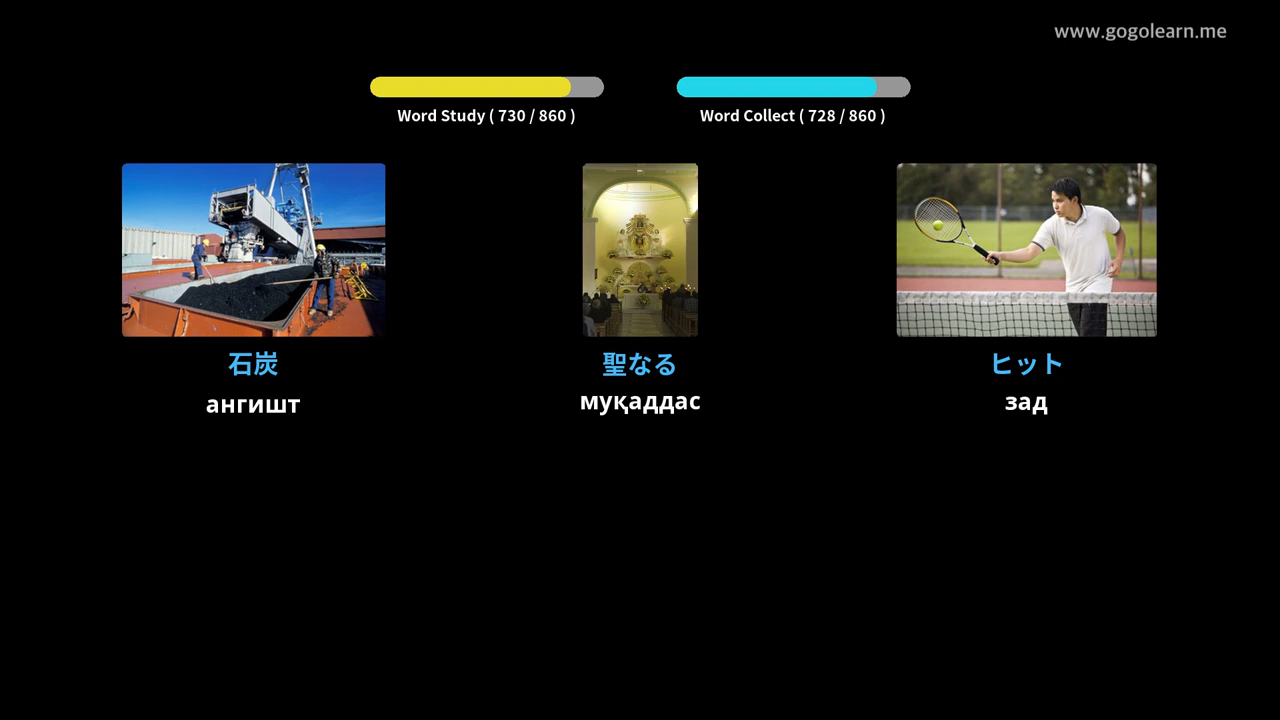 www.gogolearn.me
Word Study ( 730 / 860 )
Word Collect ( 728 / 860 )
石炭
聖なる
ヒット
ангишт
муқаддас
зад